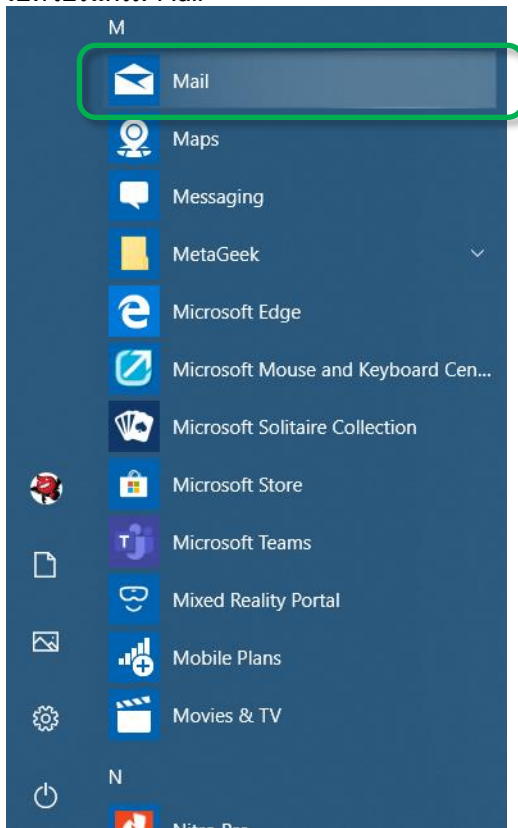 Mail
M
Mail
Maps
Messaging
MetaGeek
Microsoft Edge
Microsoft Mouse and Keyboard Cen...
Microsoft Solitaire Collection
Microsoft Store
Microsoft Teams
Mixed Reality Portal
Mobile Plans
Movies & TV
N